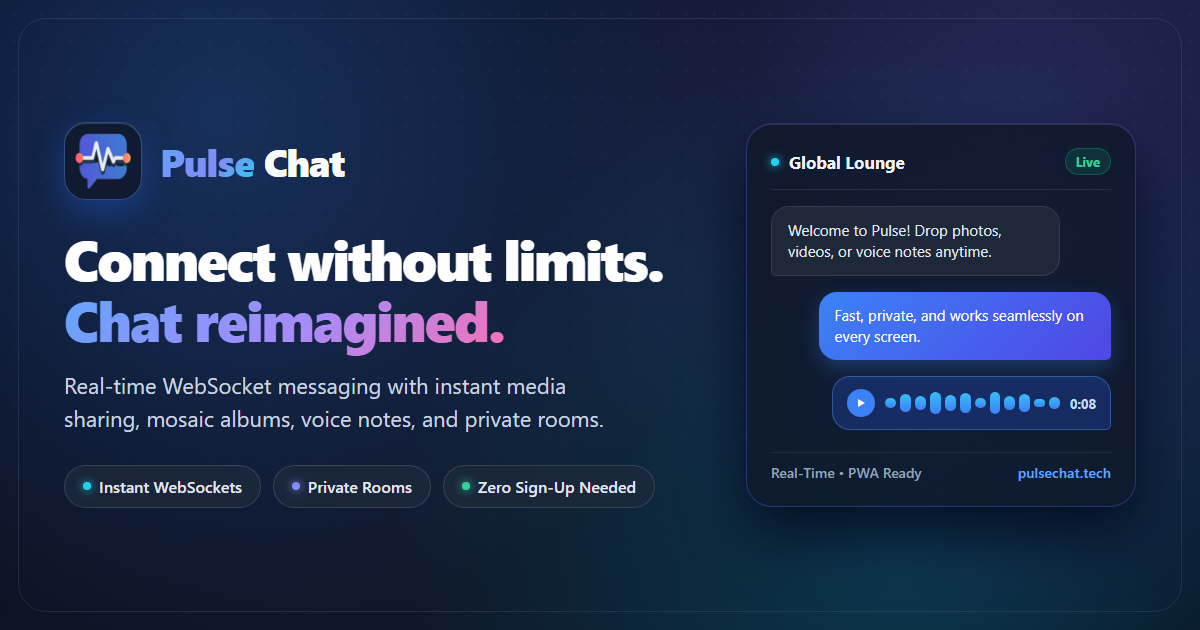 Pulse Chat
Connect without limits.
Chat reimagined.
Real-time WebSocket messaging with instant media
sharing, mosaic albums, voice notes, and private rooms.
Instant WebSockets
Private Rooms
Zero Sign-Up Needed
Global Lounge
Live
Welcome to Pulse! Drop photos,
videos, or voice notes anytime.
Fast, private, and works seamlessly on
every screen.
0:08
Real-Time • PWA Ready
pulsechat.tech